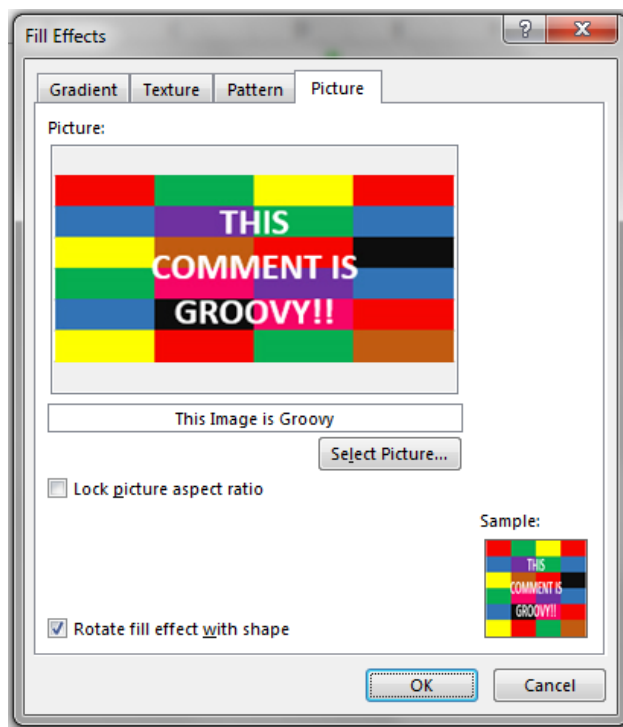 Fill Effects
?
X
Gradient Texture Pattern Picture
Picture:
THIS
COMMENT IS
GROOVY!!
This Image is Groovy
Select Picture...
Lock picture aspect ratio
Sample:
THIS
COMMENT IS
GROOVY!!
Rotate fill effect with shape
OK Cancel